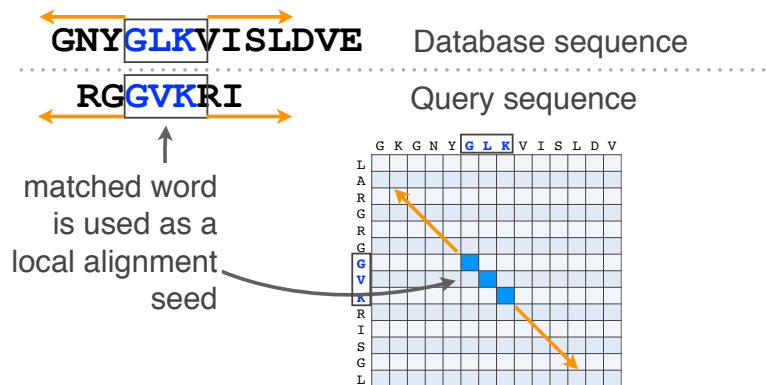 GNYGLKVISLDVE
Database sequence
RGGVKRI
Query sequence
matched word
is used as a
local alignment
seed
G K G N Y G L K V I S L D V
L
A
R
G
R
G
G
V
K
R
I
S
G
L